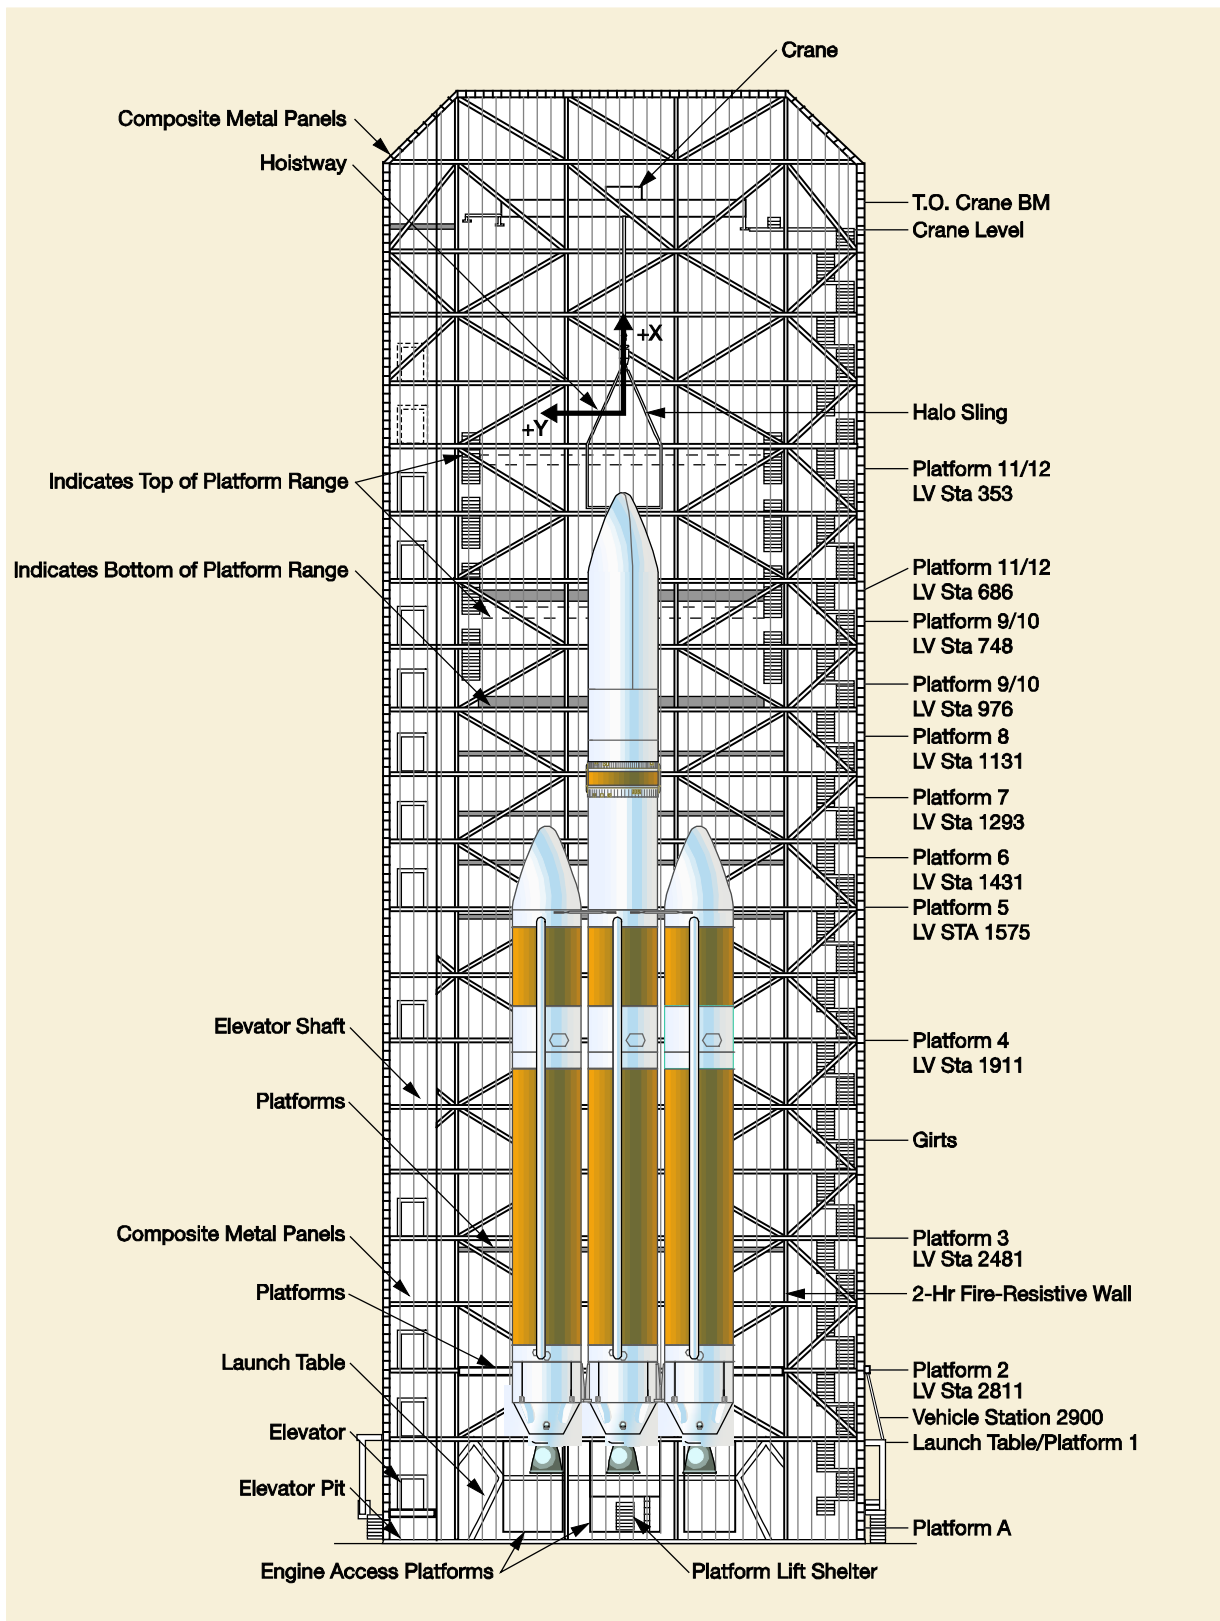 Crane
Composite Metal Panels
Hoistway
T.O. Crane BM
Crane Level
+X
+Y
Halo Sling
Indicates Top of Platform Range
Platform 11/12
LV Sta 353
Indicates Bottom of Platform Range
Platform 11/12
LV Sta 686
Platform 9/10
LV Sta 748
Platform 9/10
LV Sta 976
Platform 8
LV Sta 1131
Platform 7
LV Sta 1293
Platform 6
LV Sta 1431
Platform 5
LV STA 1575
Elevator Shaft
Platform 4
LV Sta 1911
Platforms
Girts
Composite Metal Panels
Platform 3
LV Sta 2481
Platforms
2-Hr Fire-Resistive Wall
Launch Table
Platform 2
LV Sta 2811
Vehicle Station 2900
Elevator
Launch Table/Platform 1
Elevator Pit
Platform A
Engine Access Platforms
Platform Lift Shelter